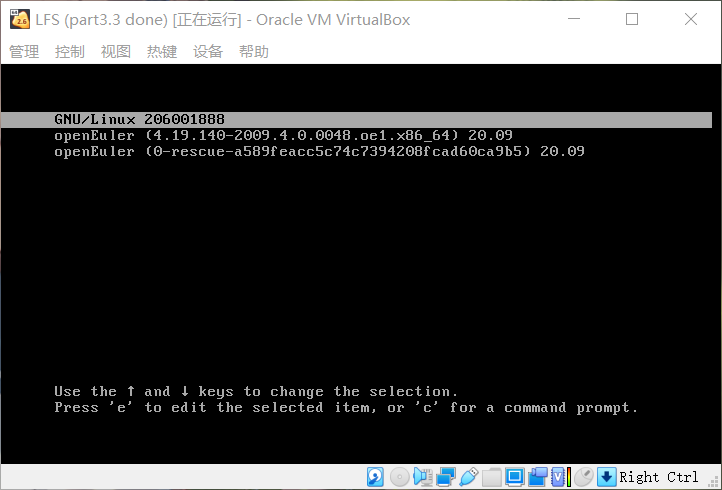 LFS (part3.3 done) [正在运行] - Oracle VM VirtualBox
管理 控制 视图 热键 设备 帮助
GNU/Linux 206001888
openEuler (4.19.140-2009.4.0.0048.oe1.x86_64) 20.09
openEuler (0-rescue-a589feacc5c74c7394208fcad60ca9b5) 20.09
Use the ↑ and ↓ keys to change the selection.
Press 'e' to edit the selected item, or 'c' for a command prompt.
Right Ctrl